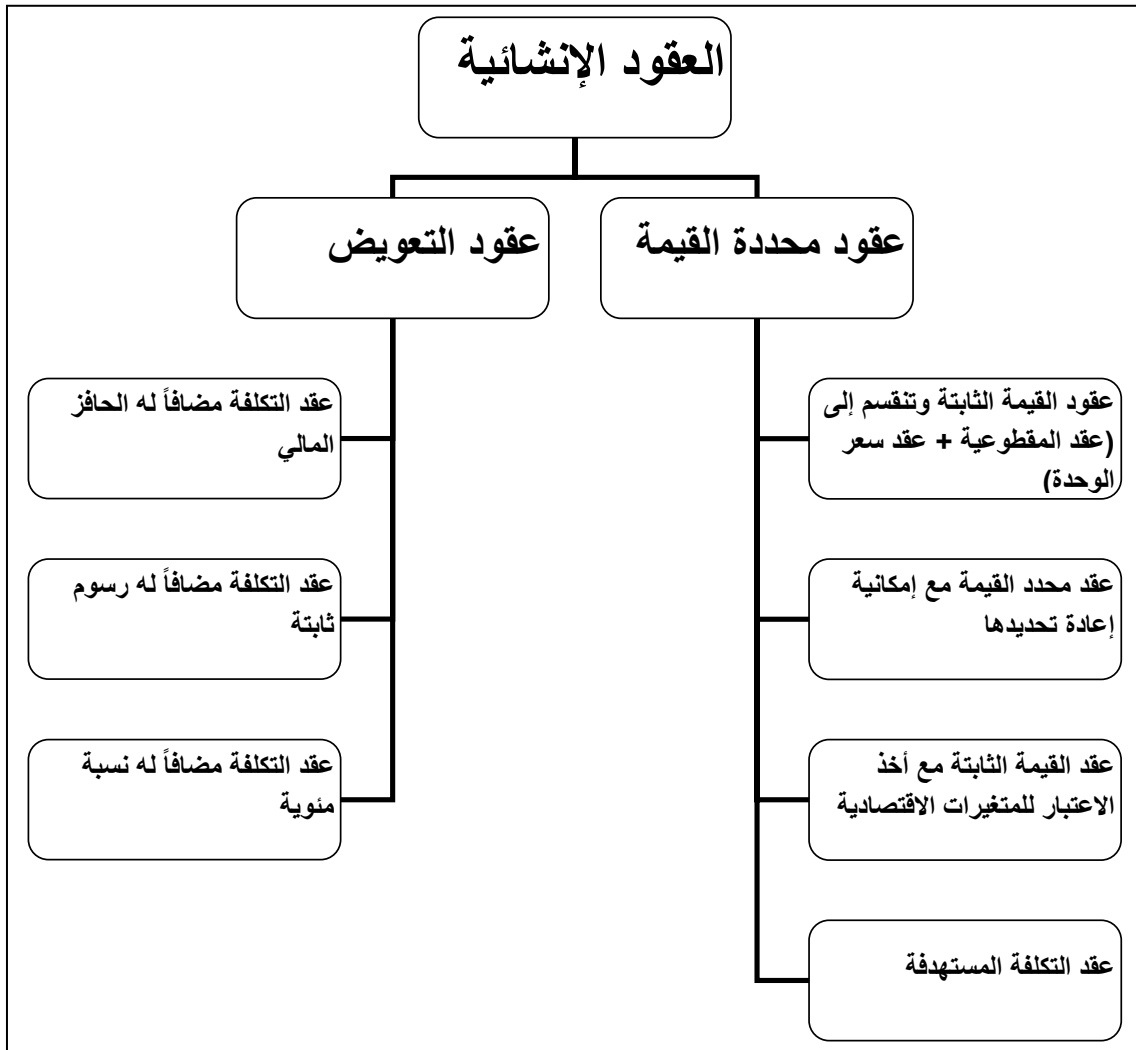 العقود الإنشائية
عقود محددة القيمة
عقود التعويض
عقود القيمة الثابتة وتنقسم إلى
(عقد المقطوعية + عقد سعر
الوحدة)
عقد محدد القيمة مع إمكانية
إعادة تحديدها
عقد القيمة الثابتة مع أخذ
الاعتبار للمتغيرات الاقتصادية
عقد التكلفة المستهدفة
عقد التكلفة مضافاً له الحافز
المالي
عقد التكلفة مضافاً له رسوم
ثابتة
عقد التكلفة مضافاً له نسبة
مئوية